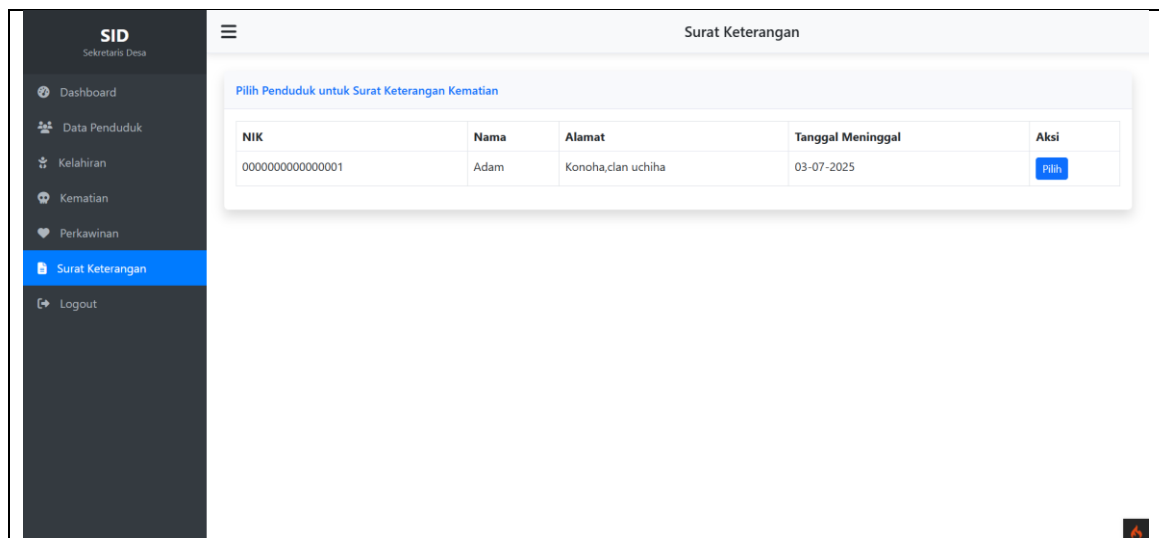 SID
Sekretaris Desa
Dashboard
Data Penduduk
Kelahiran
Kematian
Perkawinan
Surat Keterangan
Logout
Surat Keterangan
Pilih Penduduk untuk Surat Keterangan Kematian
NIK Nama Alamat Tanggal Meninggal Aksi
0000000000000001 Adam Konoha,clan uchiha 03-07-2025 Pilih